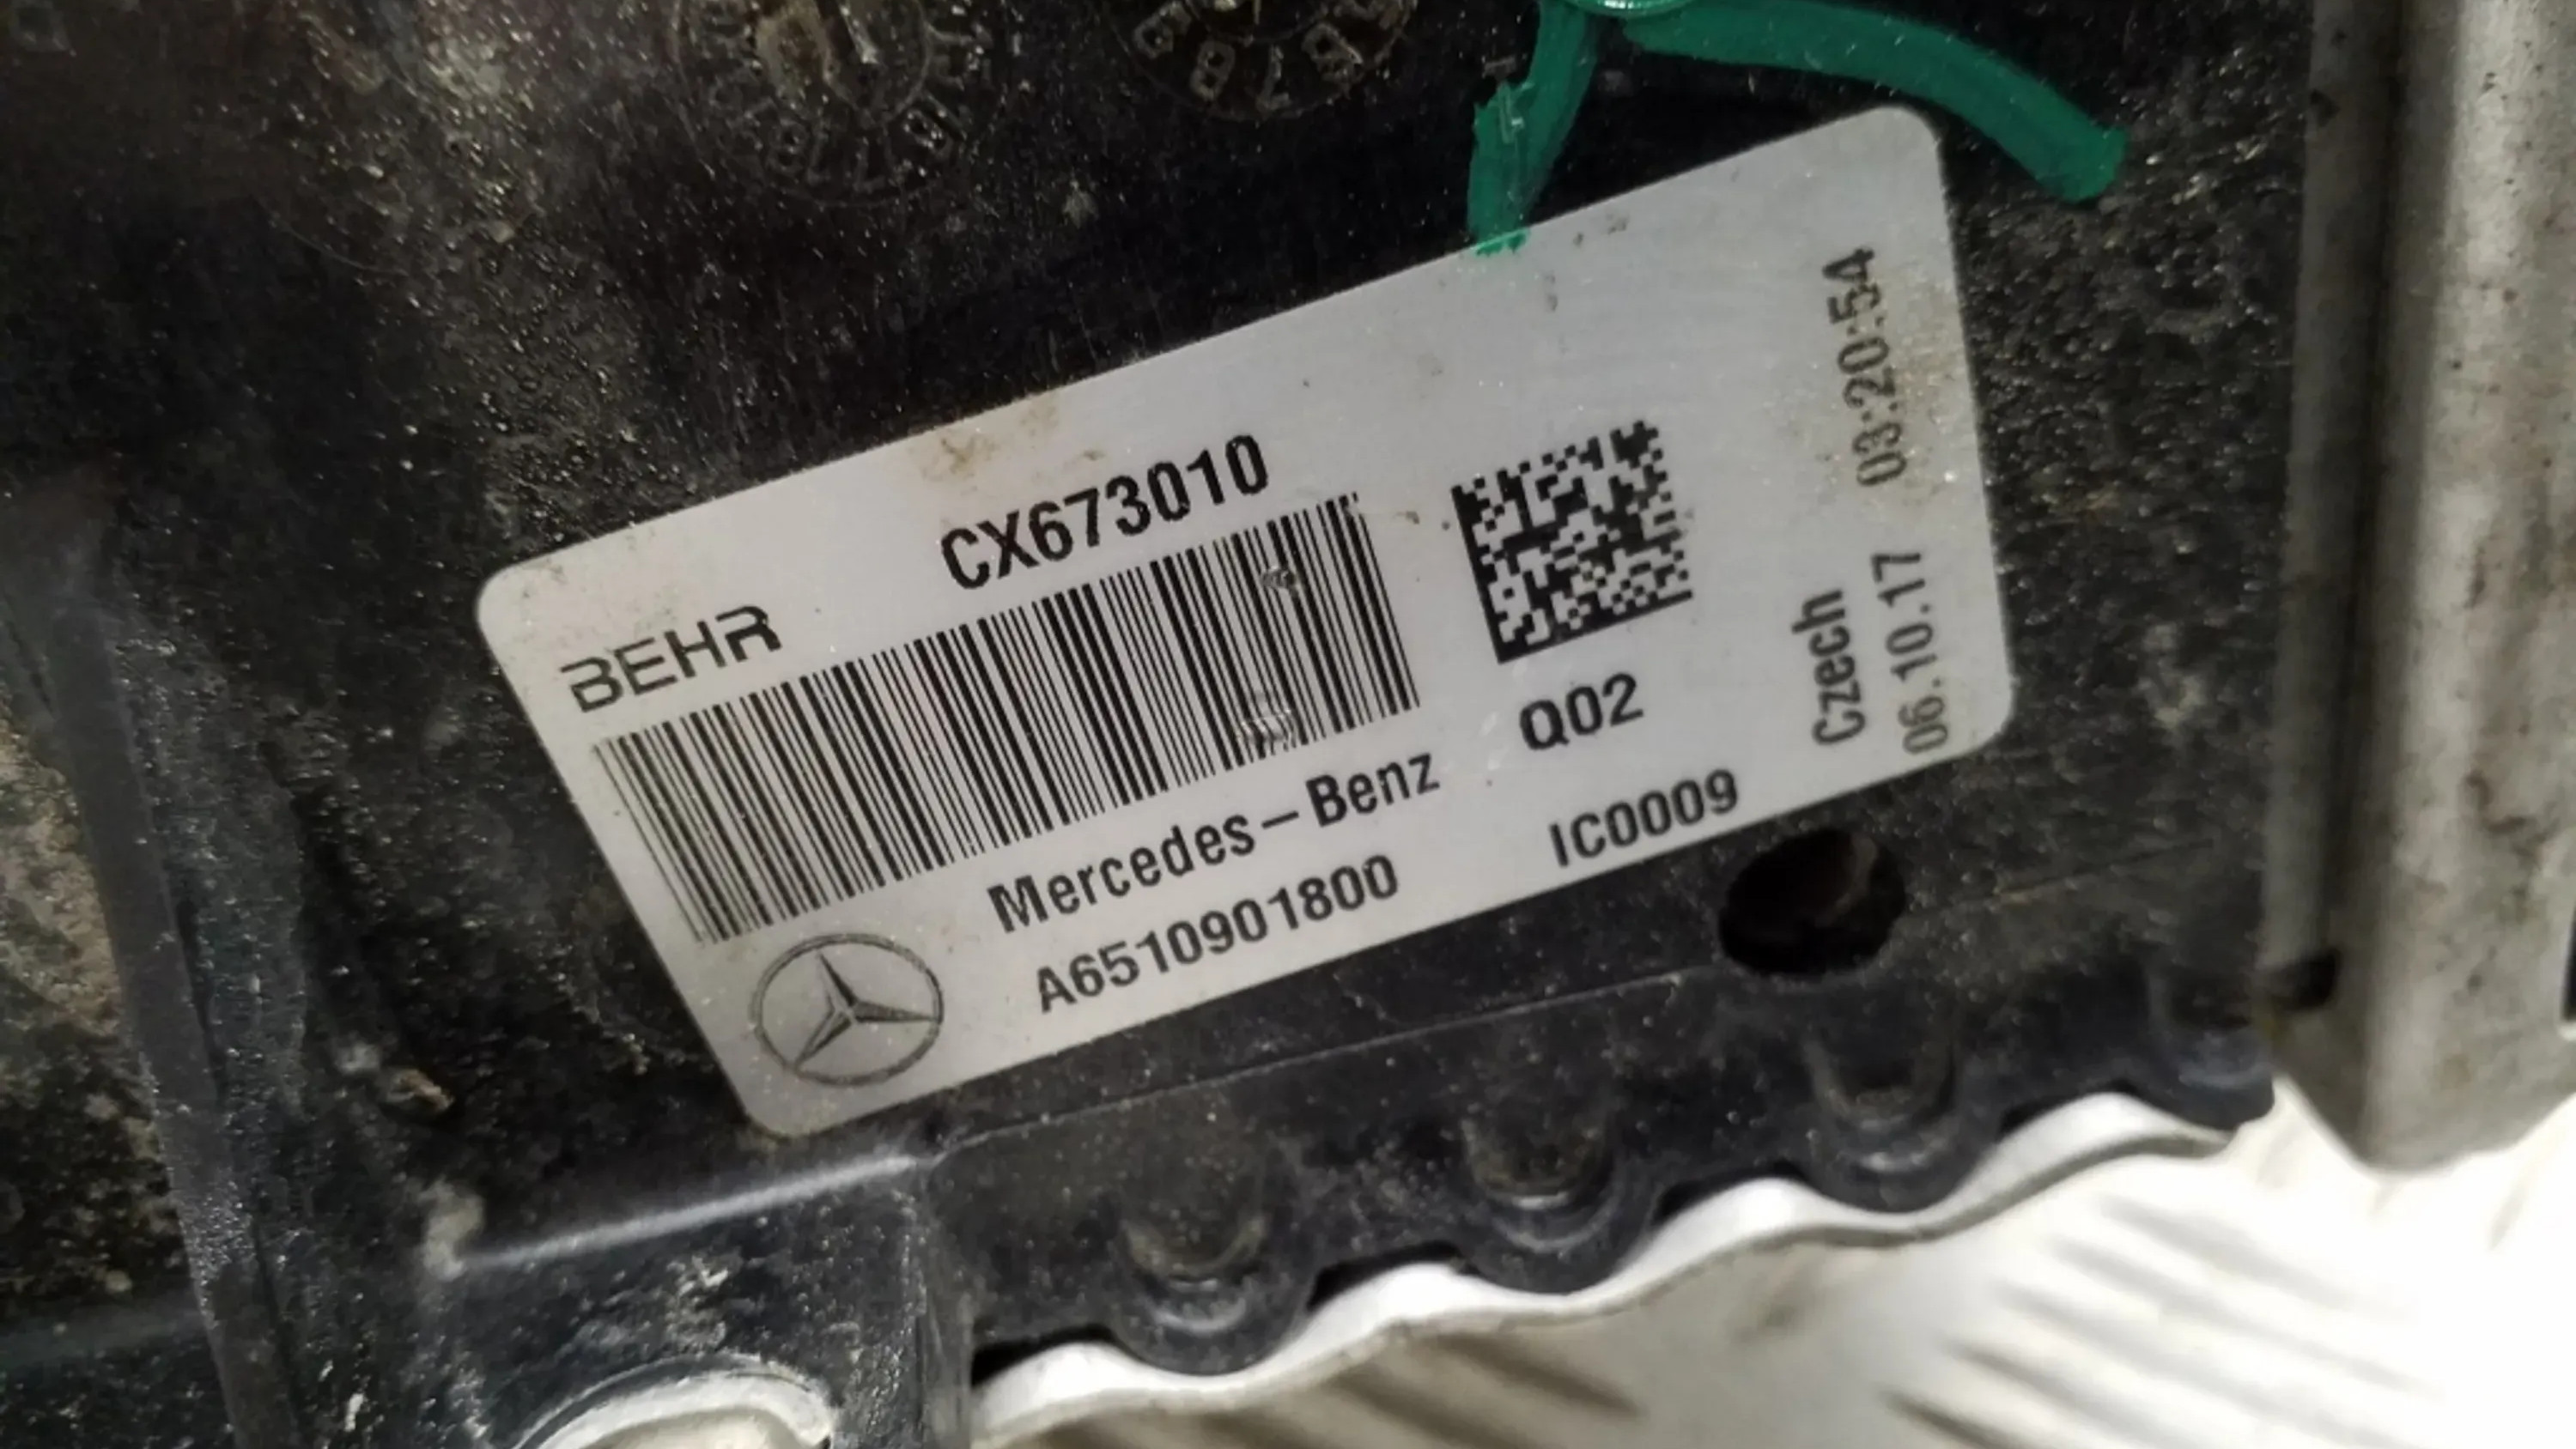 BEHR
CX673010
Q02
Mercedes-Benz
A6510901800
IC0009
Czech
06.10.17 03:20:54